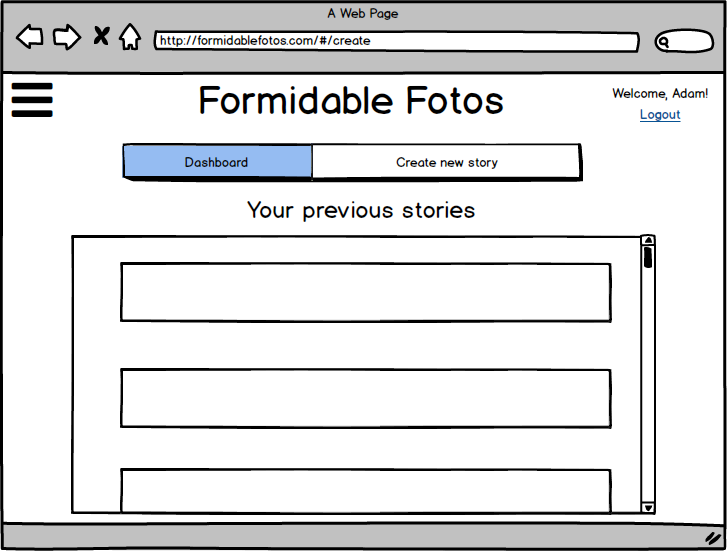 A Web Page
http://formidablefotos.com/#/create
Formidable Fotos
Welcome, Adam!
Logout
Dashboard
Create new story
Your previous stories